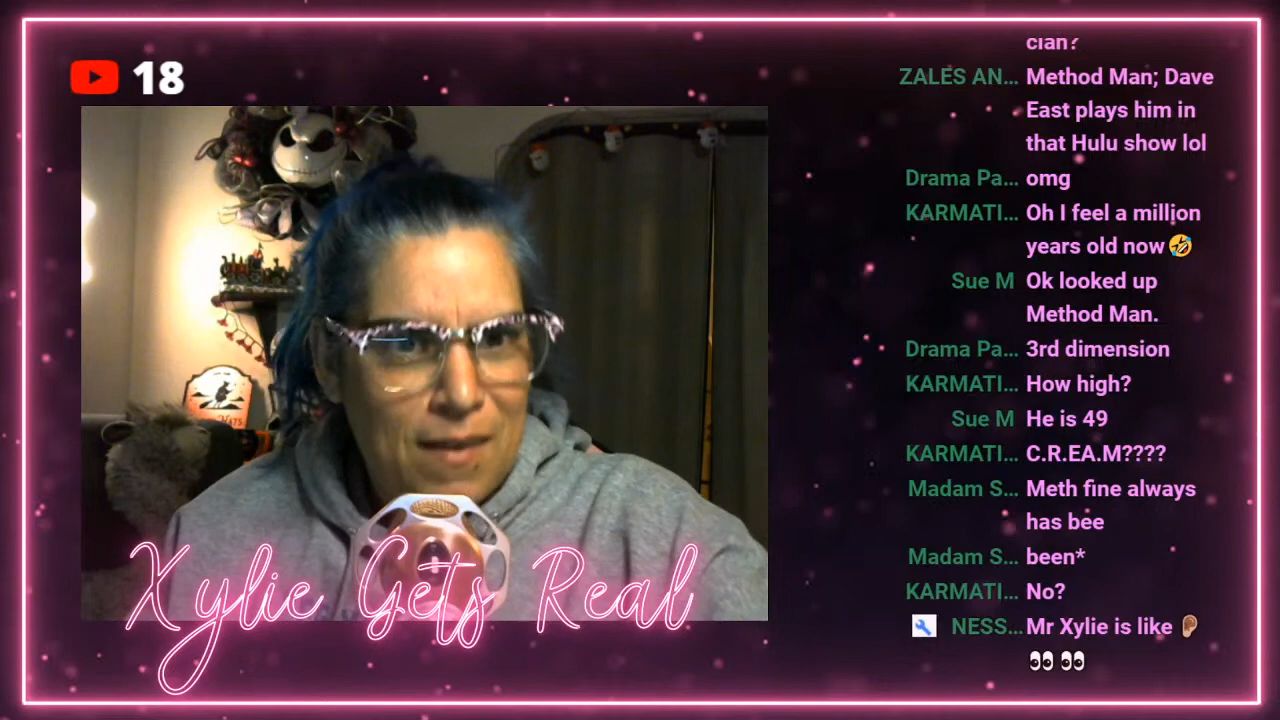 18
Xylie Gets Real
cian?
ZALES AN... Method Man; Dave
East plays him in
that Hulu show lol
Drama Pa... omg
KARMATI... Oh I feel a million
years old now🤣
Sue M Ok looked up
Method Man.
Drama Pa... 3rd dimension
KARMATI... How high?
Sue M He is 49
KARMATI... C.R.EA.M????
Madam S... Meth fine always
has bee
Madam S... been*
KARMATI... No?
NESS... Mr Xylie is like 👂🏽
👀 👀